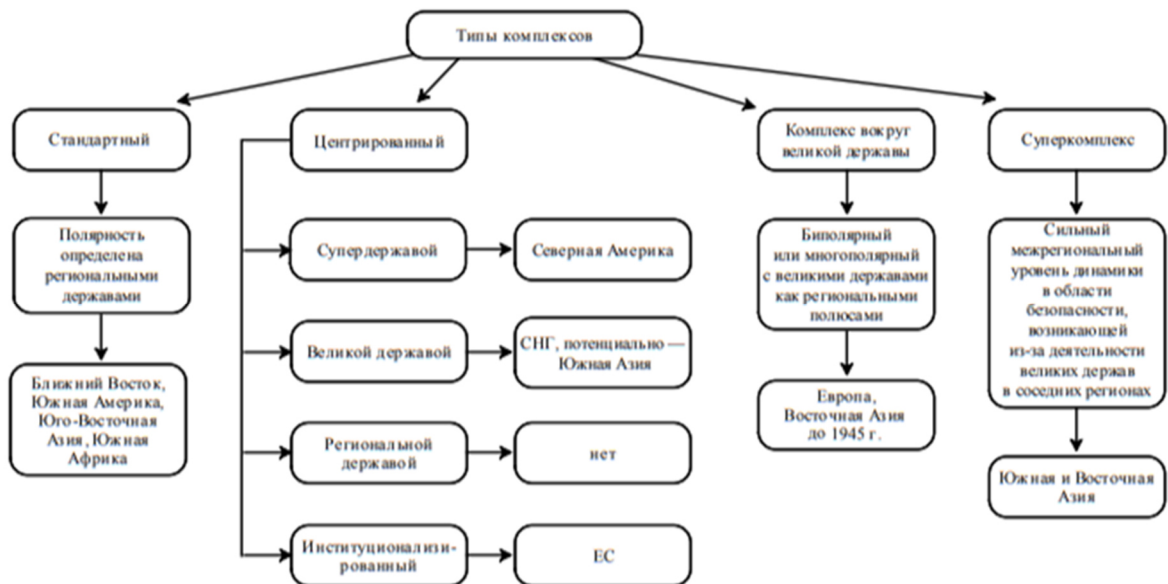 Типы комплексов
Стандартный
Полярность
определена
региональными
державами
Ближний Восток,
Южная Америка,
Юго-Восточная
Азия, Южная
Африка
Центрированный
Супердержавой
Северная Америка
Великой державой
СНГ, потенциально —
Южная Азия
Региональной
державой
нет
Институционализи-
рованный
ЕС
Комплекс вокруг
великой державы
Биполярный
или многополярный
с великими державами
как региональными
полюсами
Европа,
Восточная Азия
до 1945 г.
Суперкомплекс
Сильный
межрегиональный
уровень динамики
в области
безопасности,
возникающей
из-за деятельности
великих держав
в соседних регионах
Южная и Восточная
Азия